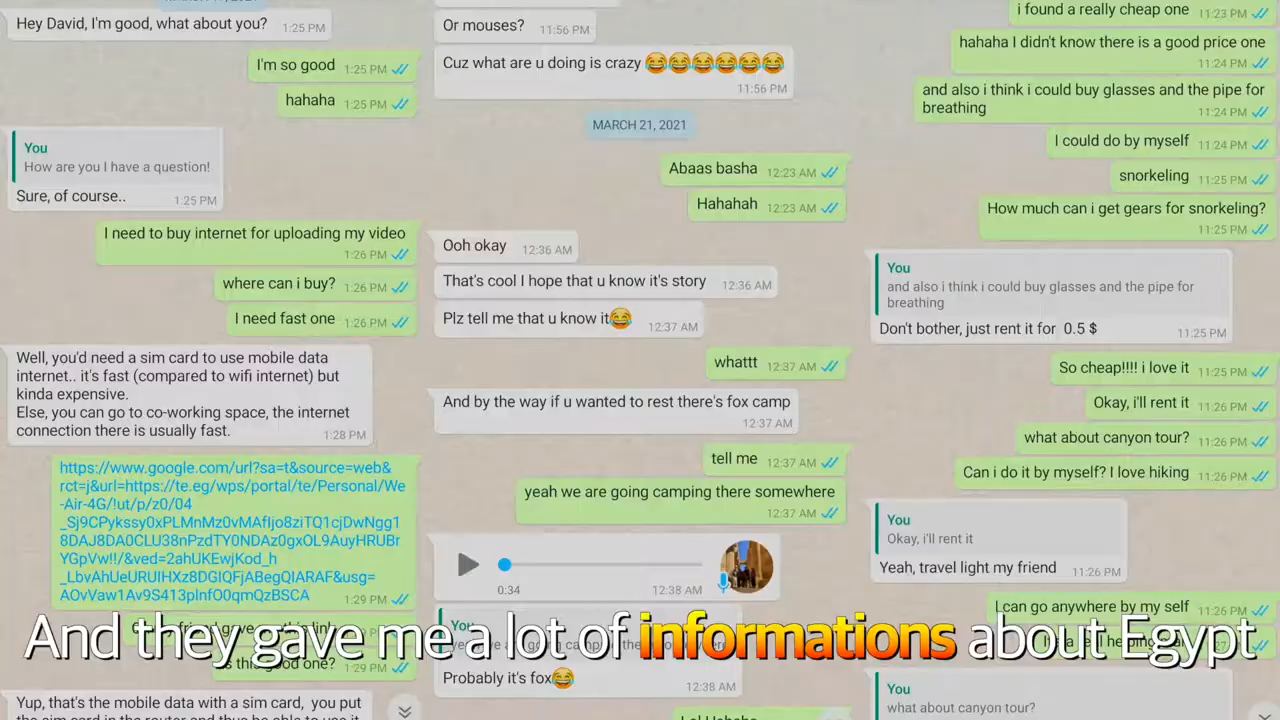 Hey David, I'm good, what about you? 1:25 PM
I'm so good 1:25 PM
hahaha 1:25 PM
You
How are you I have a question!
Sure, of course.. 1:25 PM
I need to buy internet for uploading my video
1:26 PM
where can i buy? 1:26 PM
I need fast one 1:26 PM
Well, you'd need a sim card to use mobile data
internet.. it's fast (compared to wifi internet) but
kinda expensive.
Else, you can go to co-working space, the internet
connection there is usually fast. 1:28 PM
https://www.google.com/url?sa=t&source=web&
rct=j&url=https://te.eg/wps/portal/te/Personal/We
-Air-4G/!ut/p/z0/04
_Sj9CPykssy0xPLMnMz0vMAfIjo8ziTQ1cjDwNgg1
8DAJ8DA0CLU38nPzdTY0NDAz0gxOL9AuyHRUBr
YGpVw!!/&ved=2ahUKEwjKod_h
_LbvAhUeURUIHXz8DGIQFjABegQIARAF&usg=
AOvVaw1Av9S413plnfO0qmQzBSCA 1:29 PM
is this good one? 1:29 PM
Yup, that's the mobile data with a sim card, you put
Or mouses? 11:56 PM
Cuz what are u doing is crazy 😂😂😂😂😂😂
11:56 PM
MARCH 21, 2021
Abaas basha 12:23 AM
Hahahah 12:23 AM
Ooh okay 12:36 AM
That's cool I hope that u know it's story 12:36 AM
Plz tell me that u know it😂 12:37 AM
whattt 12:37 AM
And by the way if u wanted to rest there's fox camp
12:37 AM
tell me 12:37 AM
yeah we are going camping there somewhere
12:37 AM
0:34 12:38 AM
You
Probably it's fox😂 12:38 AM
i found a really cheap one 11:23 PM
hahaha I didn't know there is a good price one
11:24 PM
and also i think i could buy glasses and the pipe for
breathing 11:24 PM
I could do by myself 11:24 PM
snorkeling 11:25 PM
How much can i get gears for snorkeling?
11:25 PM
You
and also i think i could buy glasses and the pipe for
breathing
Don't bother, just rent it for 0.5 $ 11:25 PM
So cheap!!!! i love it 11:25 PM
Okay, i'll rent it 11:26 PM
what about canyon tour? 11:26 PM
Can i do it by myself? I love hiking 11:26 PM
You
Okay, i'll rent it
Yeah, travel light my friend 11:26 PM
I can go anywhere by my self 11:26 PM
You
what about canyon tour?
And they gave me a lot of informations about Egypt